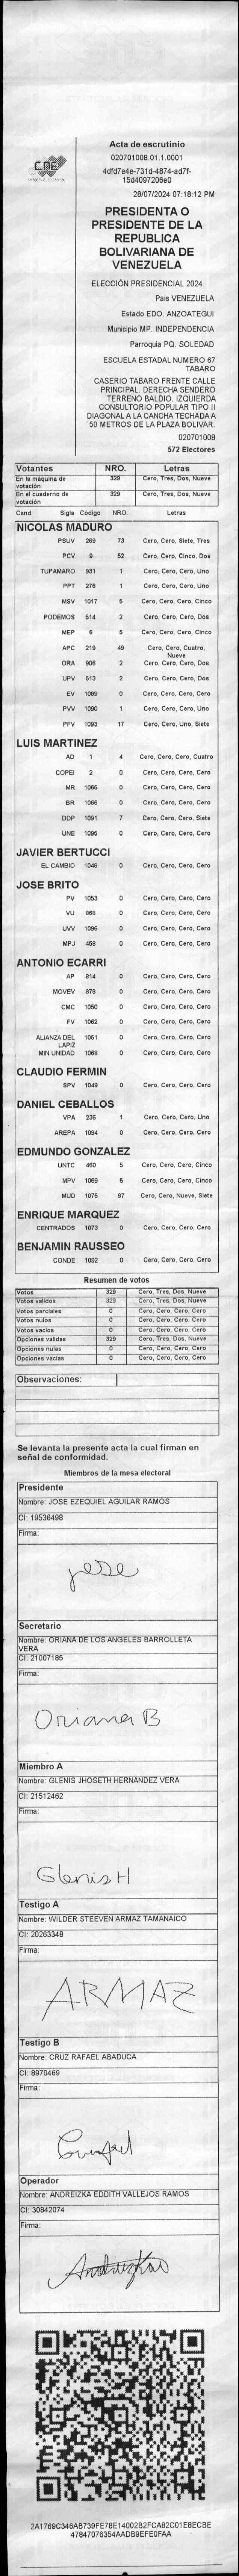 CNE
Acta de escrutinio
020701008.01.1.0001
4dfd7e4e-731d-4874-ad7f-
15d4097206e0
28/07/2024 07:18:12 PM
PRESIDENTA O
PRESIDENTE DE LA
REPUBLICA
BOLIVARIANA DE
VENEZUELA
ELECCIÓN PRESIDENCIAL 2024
Pais VENEZUELA
Estado EDO. ANZOATEGUI
Municipio MP. INDEPENDENCIA
Parroquia PQ. SOLEDAD
ESCUELA ESTADAL NUMERO 67
TABARO
CASERIO TABARO FRENTE CALLE
PRINCIPAL. DERECHA SENDERO
TERRENO BALDIO. IZQUIERDA
CONSULTORIO POPULAR TIPO II
DIAGONAL A LA CANCHA TECHADA A
50 METROS DE LA PLAZA BOLIVAR.
020701008
572 Electores
Votantes NRO. Letras
En la máquina de votación 329 Cero, Tres, Dos, Nueve
En el cuaderno de votación 329 Cero, Tres, Dos, Nueve
Cand. Sigla Código NRO. Letras
NICOLAS MADURO
PSUV 269 73 Cero, Cero, Siete, Tres
PCV 9 52 Cero, Cero, Cinco, Dos
TUPAMARO 931 1 Cero, Cero, Cero, Uno
PPT 276 1 Cero, Cero, Cero, Uno
MSV 1017 5 Cero, Cero, Cero, Cinco
PODEMOS 514 2 Cero, Cero, Cero, Dos
MEP 6 5 Cero, Cero, Cero, Cinco
APC 219 49 Cero, Cero, Cuatro, Nueve
ORA 906 2 Cero, Cero, Cero, Dos
UPV 513 2 Cero, Cero, Cero, Dos
EV 1089 0 Cero, Cero, Cero, Cero
PVV 1090 1 Cero, Cero, Cero, Uno
PFV 1093 17 Cero, Cero, Uno, Siete
LUIS MARTINEZ
AD 1 4 Cero, Cero, Cero, Cuatro
COPEI 2 0 Cero, Cero, Cero, Cero
MR 1065 0 Cero, Cero, Cero, Cero
BR 1066 0 Cero, Cero, Cero, Cero
DDP 1091 7 Cero, Cero, Cero, Siete
UNE 1095 0 Cero, Cero, Cero, Cero
JAVIER BERTUCCI
EL CAMBIO 1046 0 Cero, Cero, Cero, Cero
JOSE BRITO
PV 1053 0 Cero, Cero, Cero, Cero
VU 868 0 Cero, Cero, Cero, Cero
UVV 1096 0 Cero, Cero, Cero, Cero
MPJ 458 0 Cero, Cero, Cero, Cero
ANTONIO ECARRI
AP 914 0 Cero, Cero, Cero, Cero
MOVEV 878 0 Cero, Cero, Cero, Cero
CMC 1050 0 Cero, Cero, Cero, Cero
FV 1062 0 Cero, Cero, Cero, Cero
ALIANZA DEL LAPIZ 1051 0 Cero, Cero, Cero, Cero
MIN UNIDAD 1068 0 Cero, Cero, Cero, Cero
CLAUDIO FERMIN
SPV 1049 0 Cero, Cero, Cero, Cero
DANIEL CEBALLOS
VPA 236 1 Cero, Cero, Cero, Uno
AREPA 1094 0 Cero, Cero, Cero, Cero
EDMUNDO GONZALEZ
UNTC 460 5 Cero, Cero, Cero, Cinco
MPV 1069 5 Cero, Cero, Cero, Cinco
MUD 1075 97 Cero, Cero, Nueve, Siete
ENRIQUE MARQUEZ
CENTRADOS 1073 0 Cero, Cero, Cero, Cero
BENJAMIN RAUSSEO
CONDE 1092 0 Cero, Cero, Cero, Cero
Resumen de votos
Votos 329 Cero, Tres, Dos, Nueve
Votos validos 329 Cero, Tres, Dos, Nueve
Votos parciales 0 Cero, Cero, Cero, Cero
Votos nulos 0 Cero, Cero, Cero, Cero
Votos vacios 0 Cero, Cero, Cero, Cero
Opciones validas 329 Cero, Tres, Dos, Nueve
Opciones nulas 0 Cero, Cero, Cero, Cero
Opciones vacias 0 Cero, Cero, Cero, Cero
Observaciones:
Se levanta la presente acta la cual firman en
señal de conformidad.
Miembros de la mesa electoral
Presidente
Nombre: JOSE EZEQUIEL AGUILAR RAMOS
CI: 19536498
Firma:
jose
Secretario
Nombre: ORIANA DE LOS ANGELES BARROLLETA
VERA
CI: 21007185
Firma:
Oriana B
Miembro A
Nombre: GLENIS JHOSETH HERNANDEZ VERA
CI: 21512462
Firma:
Glenis H
Testigo A
Nombre: WILDER STEEVEN ARMAZ TAMANAICO
CI: 20263348
Firma:
ARMAZ
Testigo B
Nombre: CRUZ RAFAEL ABADUCA
CI: 8970469
Firma:
Operador
Nombre: ANDREIZKA EDDITH VALLEJOS RAMOS
CI: 30842074
Firma:
2A1769C346AB739FE78E14002B2FCAB2C01E8ECBE
47847076354AADB9EFE0FAA